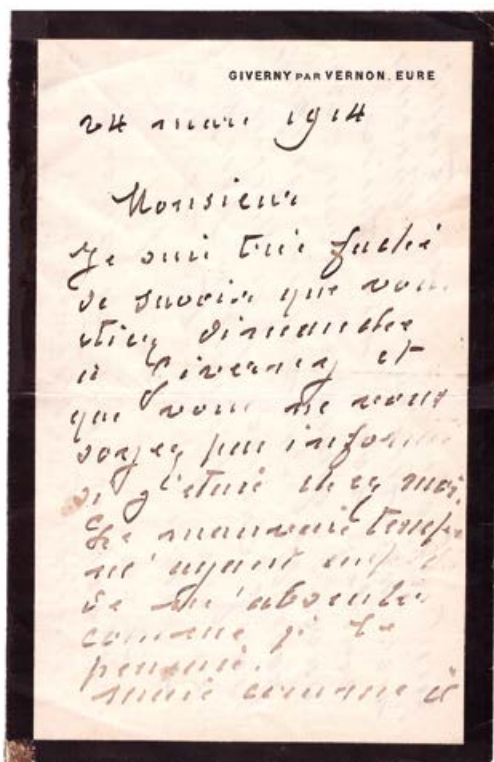 GIVERNY PAR VERNON. EURE
24 mars 1914
Monsieur
Je suis très fâché
de savoir que vous
étiez dimanche
à Giverny et
que vous ne vous
soyez pas informé
si j'étais chez moi.
Le mauvais temps
m'ayant
de m'absenter
comme je le
pensais.
mais comme il